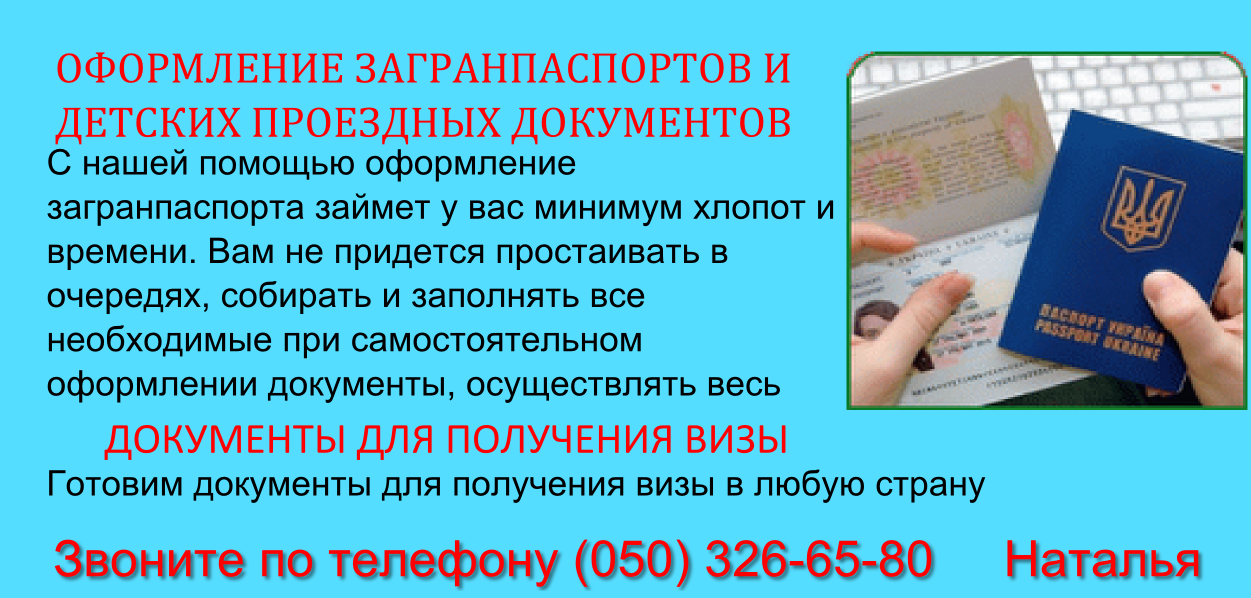 ОФОРМЛЕНИЕ ЗАГРАНПАСПОРТОВ И
ДЕТСКИХ ПРОЕЗДНЫХ ДОКУМЕНТОВ
С нашей помощью оформление
загранпаспорта займет у вас минимум хлопот и
времени. Вам не придется простаивать в
очередях, собирать и заполнять все
необходимые при самостоятельном
оформлении документы, осуществлять весь
ДОКУМЕНТЫ ДЛЯ ПОЛУЧЕНИЯ ВИЗЫ
Готовим документы для получения визы в любую страну
Звоните по телефону (050) 326-65-80 Наталья
УКРАЇНА UKRAINE
ПАСПОРТ УКРАЇНА
PASSPORT UKRAINE